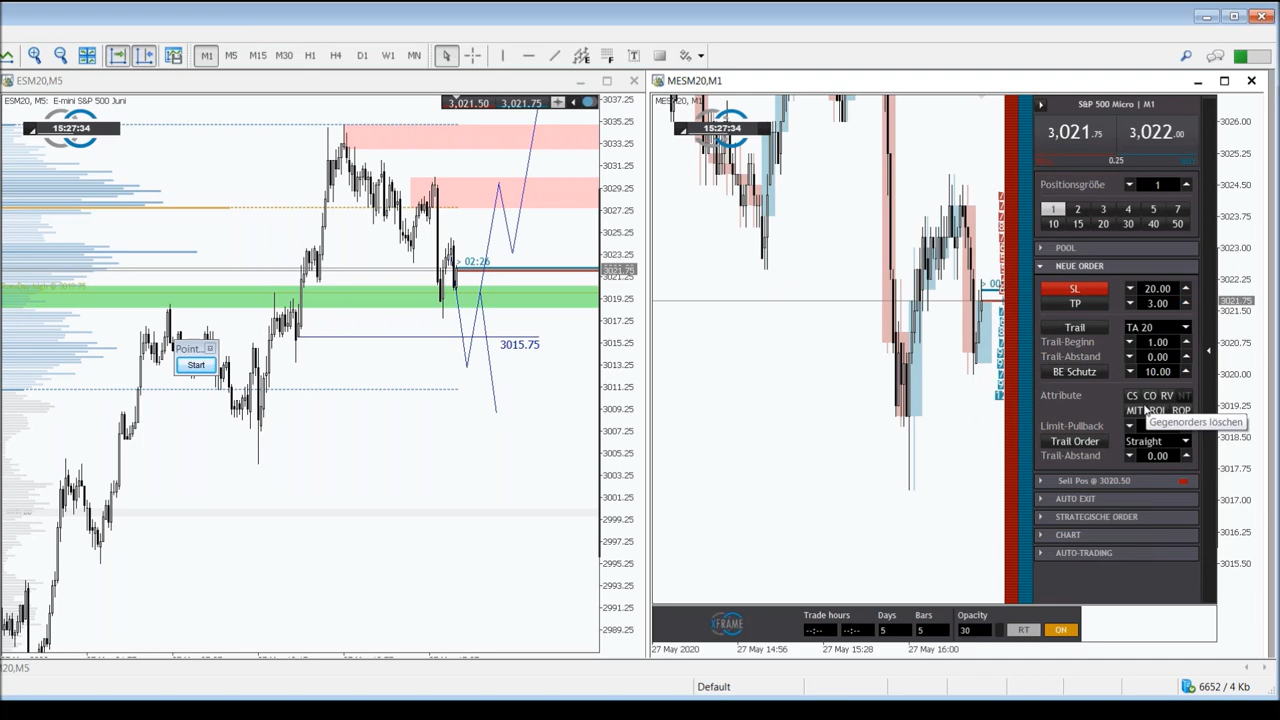 M1 M5 M15 M30 H1 H4 D1 W1 MN
ESM20,M5
ESM20, M5: E-mini S&P 500 Juni
15:27:34
3,021.50 3,021.75
3037.25
3035.25
3033.25
3031.25
3029.25
3027.25
3025.25
3023.25
3021.75
3021.25
3019.25
3017.25
3015.25
3013.25
3011.25
3009.25
3007.25
3005.25
3003.25
3001.25
2999.25
2997.25
2995.25
2993.25
2991.25
2989.25
> 02:26
3015.75
Point...
Start
20,M5
MESM20,M1
15:27:34
S&P 500 Micro | M1
3,021.75 3,022.00
0.25
Positionsgröße 1
1 2 3 4 5 7
10 15 20 30 40 50
POOL
NEUE ORDER
SL 20.00
TP 3.00
Trail TA 20
Trail-Beginn 1.00
Trail-Abstand 0.00
BE Schutz 10.00
Attribute CS CO RV NT
MIT ROP
Gegenorders löschen
Limit-Pullback
Trail Order Straight
Trail-Abstand 0.00
Sell Pos @ 3020.50
AUTO EXIT
STRATEGISCHE ORDER
CHART
AUTO-TRADING
3026.00
3025.25
3024.50
3023.75
3023.00
3022.25
3021.75
3020.75
3020.00
3019.25
3018.50
3017.75
3017.00
3016.25
3015.50
XFRAME
Trade hours Days Bars Opacity
--:-- --:-- 5 5 30 RT ON
27 May 2020 27 May 14:56 27 May 15:28 27 May 16:00
Default
6652 / 4 Kb